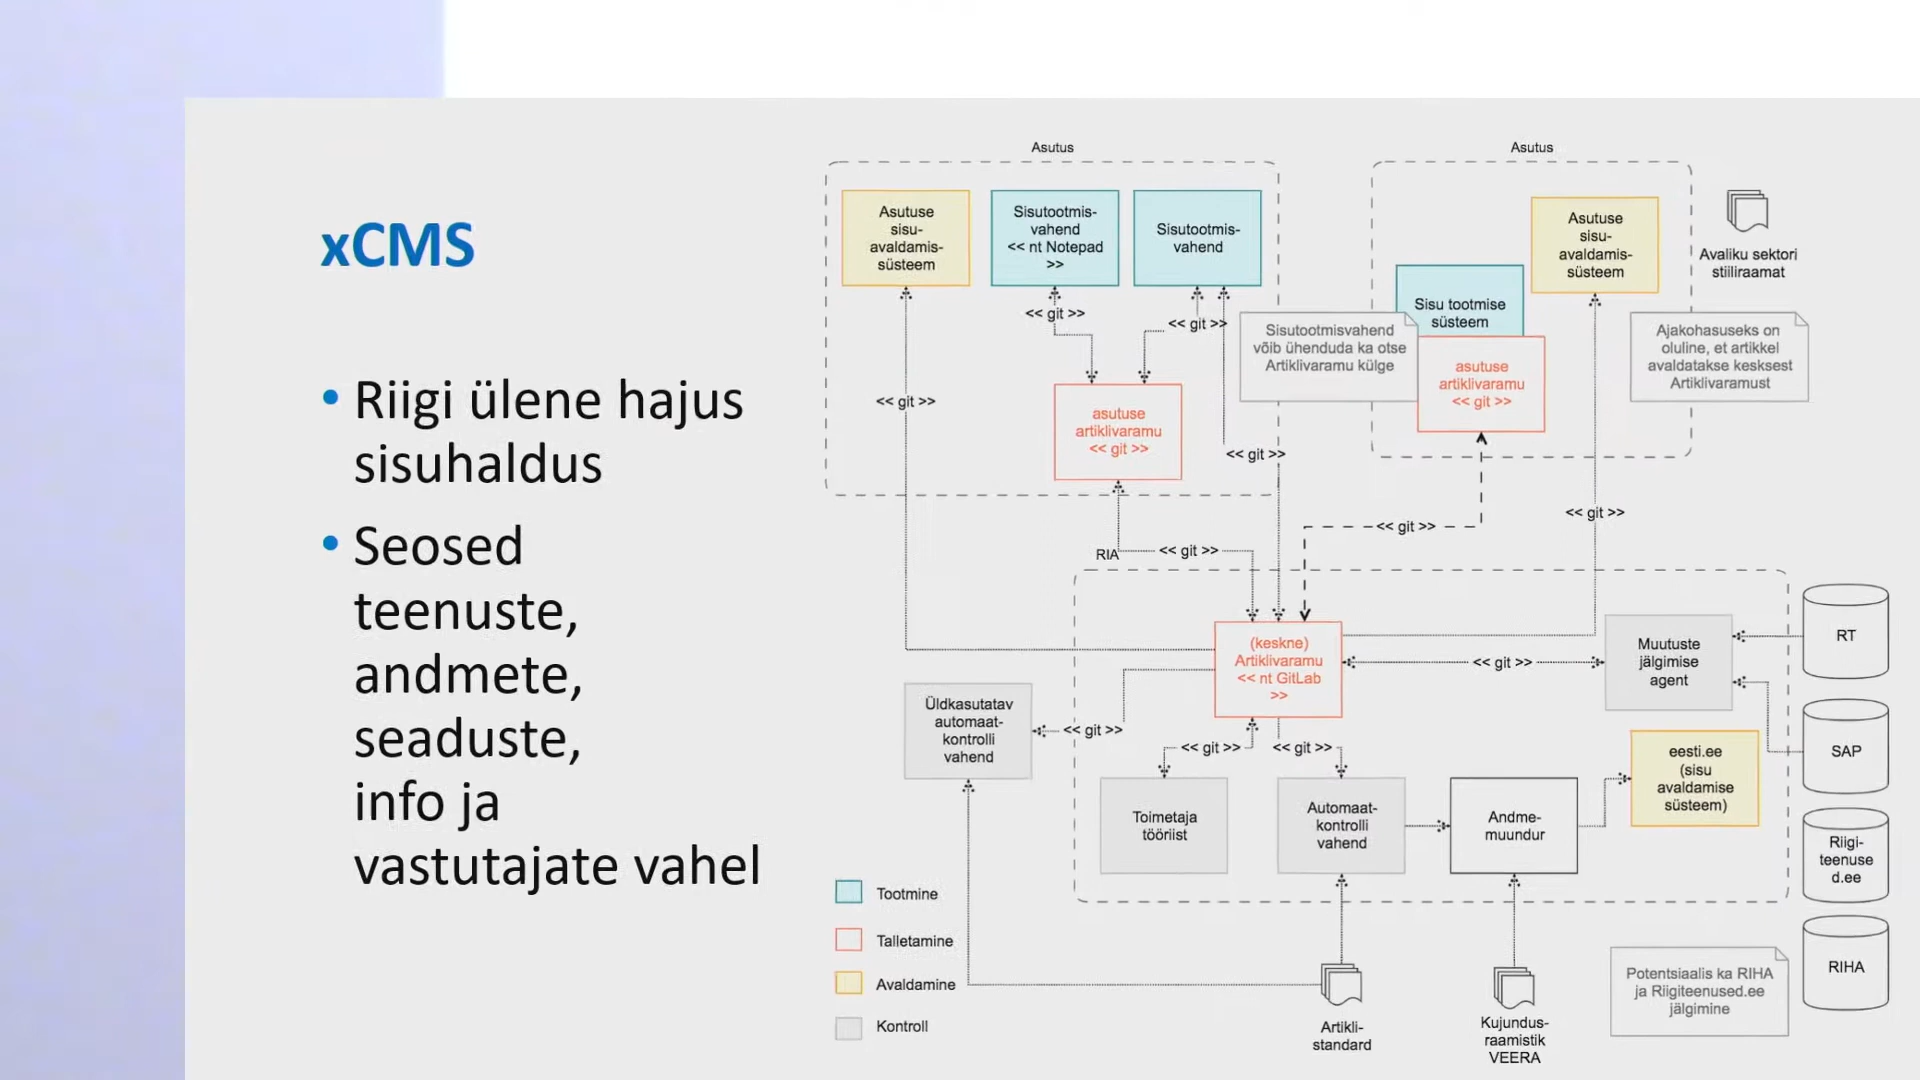 xCMS
• Riigi ülene hajus
sisuhaldus
• Seosed
teenuste,
andmete,
seaduste,
info ja
vastutajate vahel
Asutus
Asutuse
sisu-
avaldamis-
süsteem
Sisutootmis-
vahend
<< nt Notepad
>>
Sisutootmis-
vahend
<< git >>
<< git >>
<< git >>
asutuse
artiklivaramu
<< git >>
<< git >>
Sisutootmisvahend
võib ühenduda ka otse
Artiklivaramu külge
Asutus
Asutuse
sisu-
avaldamis-
süsteem
Sisu tootmise
süsteem
asutuse
artiklivaramu
<< git >>
Avaliku sektori
stiiliraamat
Ajakohasuseks on
oluline, et artikkel
avaldatakse kesksest
Artiklivaramust
<< git >>
<< git >>
RIA
<< git >>
(keskne)
Artiklivaramu
<< nt GitLab
>>
<< git >>
Muutuste
jälgimise
agent
RT
SAP
Riigi-
teenuse
d.ee
RIHA
Üldkasutatav
automaat-
kontrolli
vahend
<< git >>
<< git >>
<< git >>
Toimetaja
tööriist
Automaat-
kontrolli
vahend
Andme-
muundur
eesti.ee
(sisu
avaldamise
süsteem)
Tootmine
Talletamine
Avaldamine
Kontroll
Artikli-
standard
Kujundus-
raamistik
VEERA
Potentsiaalis ka RIHA
ja Riigiteenused.ee
jälgimine